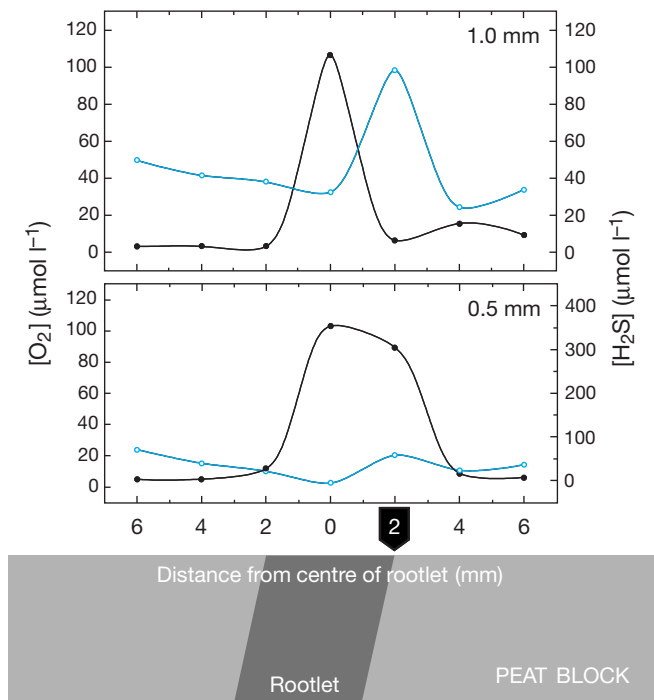 1.0 mm
120 120
100 100
80 80
60 60
40 40
20 20
0 0
[O₂] (μmol l⁻¹)
[H₂S] (μmol l⁻¹)
0.5 mm
120
100
80
60
40
20
0
400
300
200
100
0
6 4 2 0 2 4 6
Distance from centre of rootlet (mm)
Rootlet
PEAT BLOCK